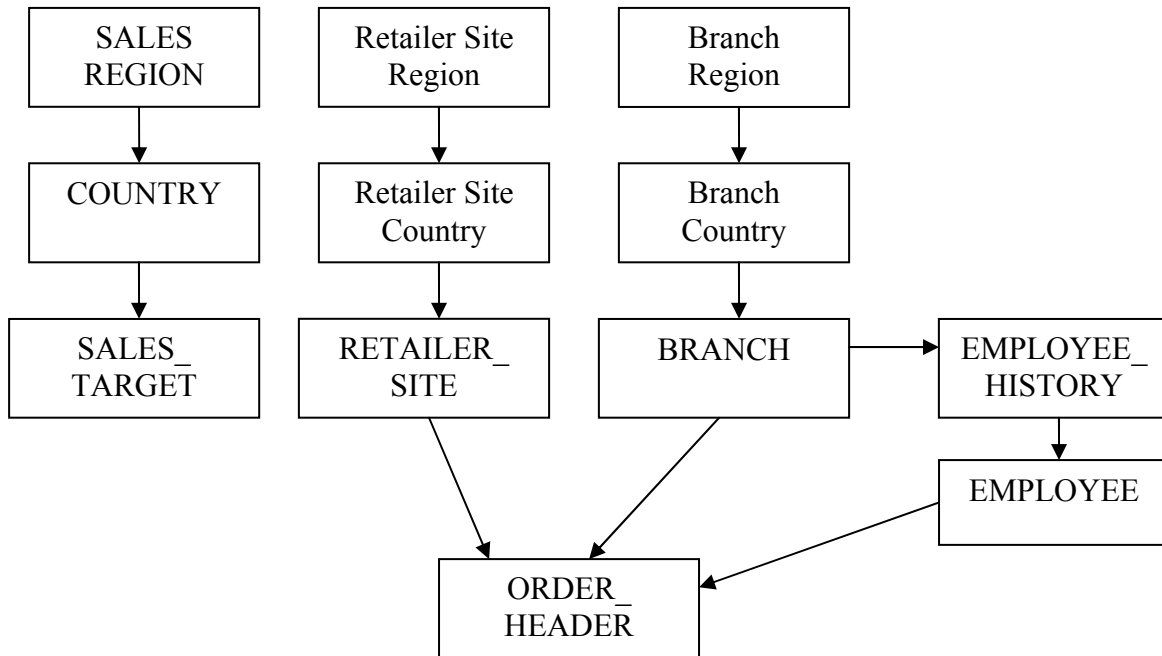 SALES
REGION
Retailer Site
Region
Branch
Region
COUNTRY
Retailer Site
Country
Branch
Country
SALES_
TARGET
RETAILER_
SITE
BRANCH
EMPLOYEE_
HISTORY
EMPLOYEE
ORDER_
HEADER